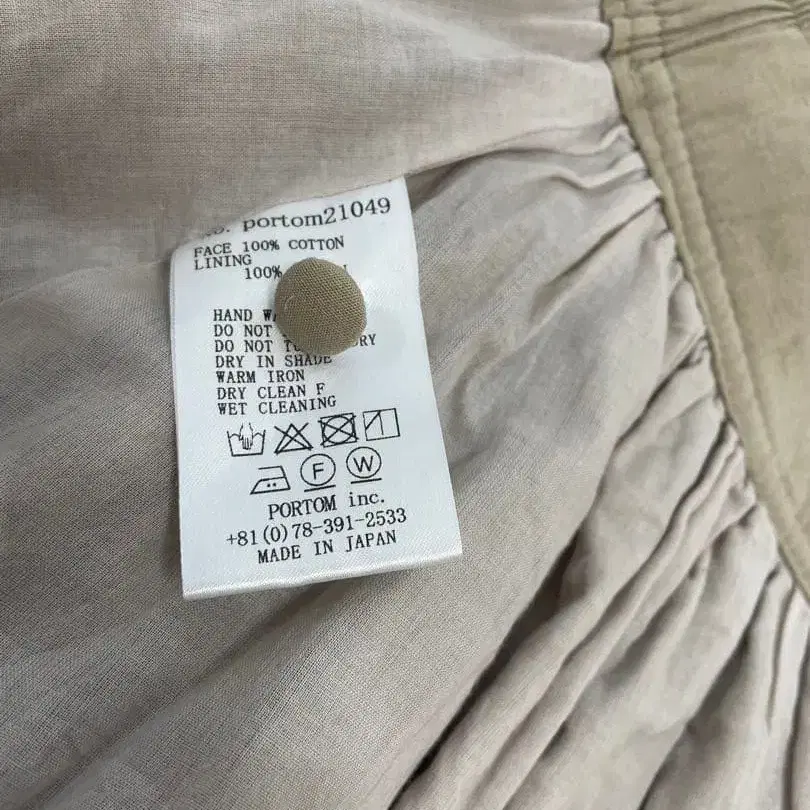 portom21049
FACE 100% COTTON
LINING
100%
HAND
DO NOT
DO NOT
DRY IN SHADE
WARM IRON
DRY CLEAN F
WET CLEANING
F W
PORTOM inc.
+81(0)78-391-2533
MADE IN JAPAN